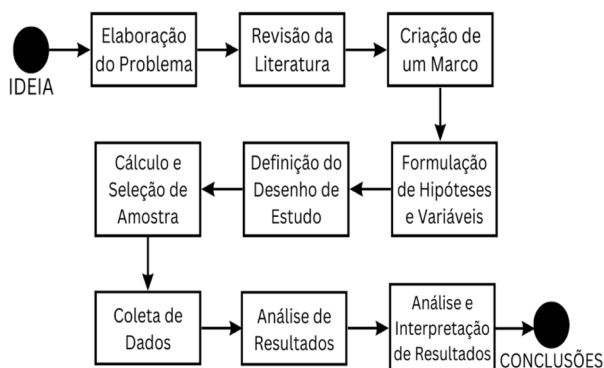 Elaboração
do Problema
Revisão da
Literatura
Criação de
um Marco
IDEIA
Cálculo e
Seleção de
Amostra
Definição do
Desenho de
Estudo
Formulação
de Hipóteses
e Variáveis
Coleta de
Dados
Análise de
Resultados
Análise e
Interpretação
de Resultados
CONCLUSÕES